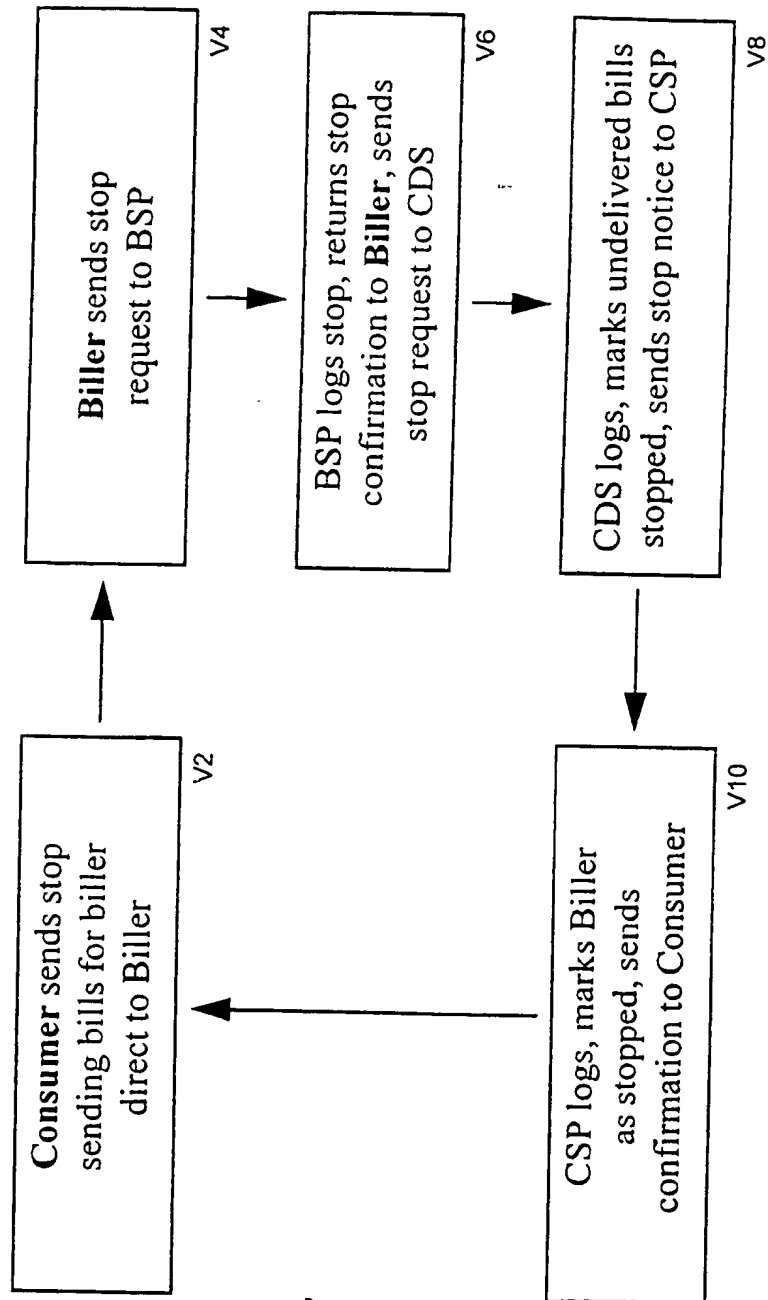 Consumer sends stop
sending bills for biller
direct to Biller
V2
Biller sends stop
request to BSP
V4
BSP logs stop, returns stop
confirmation to Biller, sends
stop request to CDS
V6
CDS logs, marks undelivered bills
stopped, sends stop notice to CSP
V8
CSP logs, marks Biller
as stopped, sends
confirmation to Consumer
V10